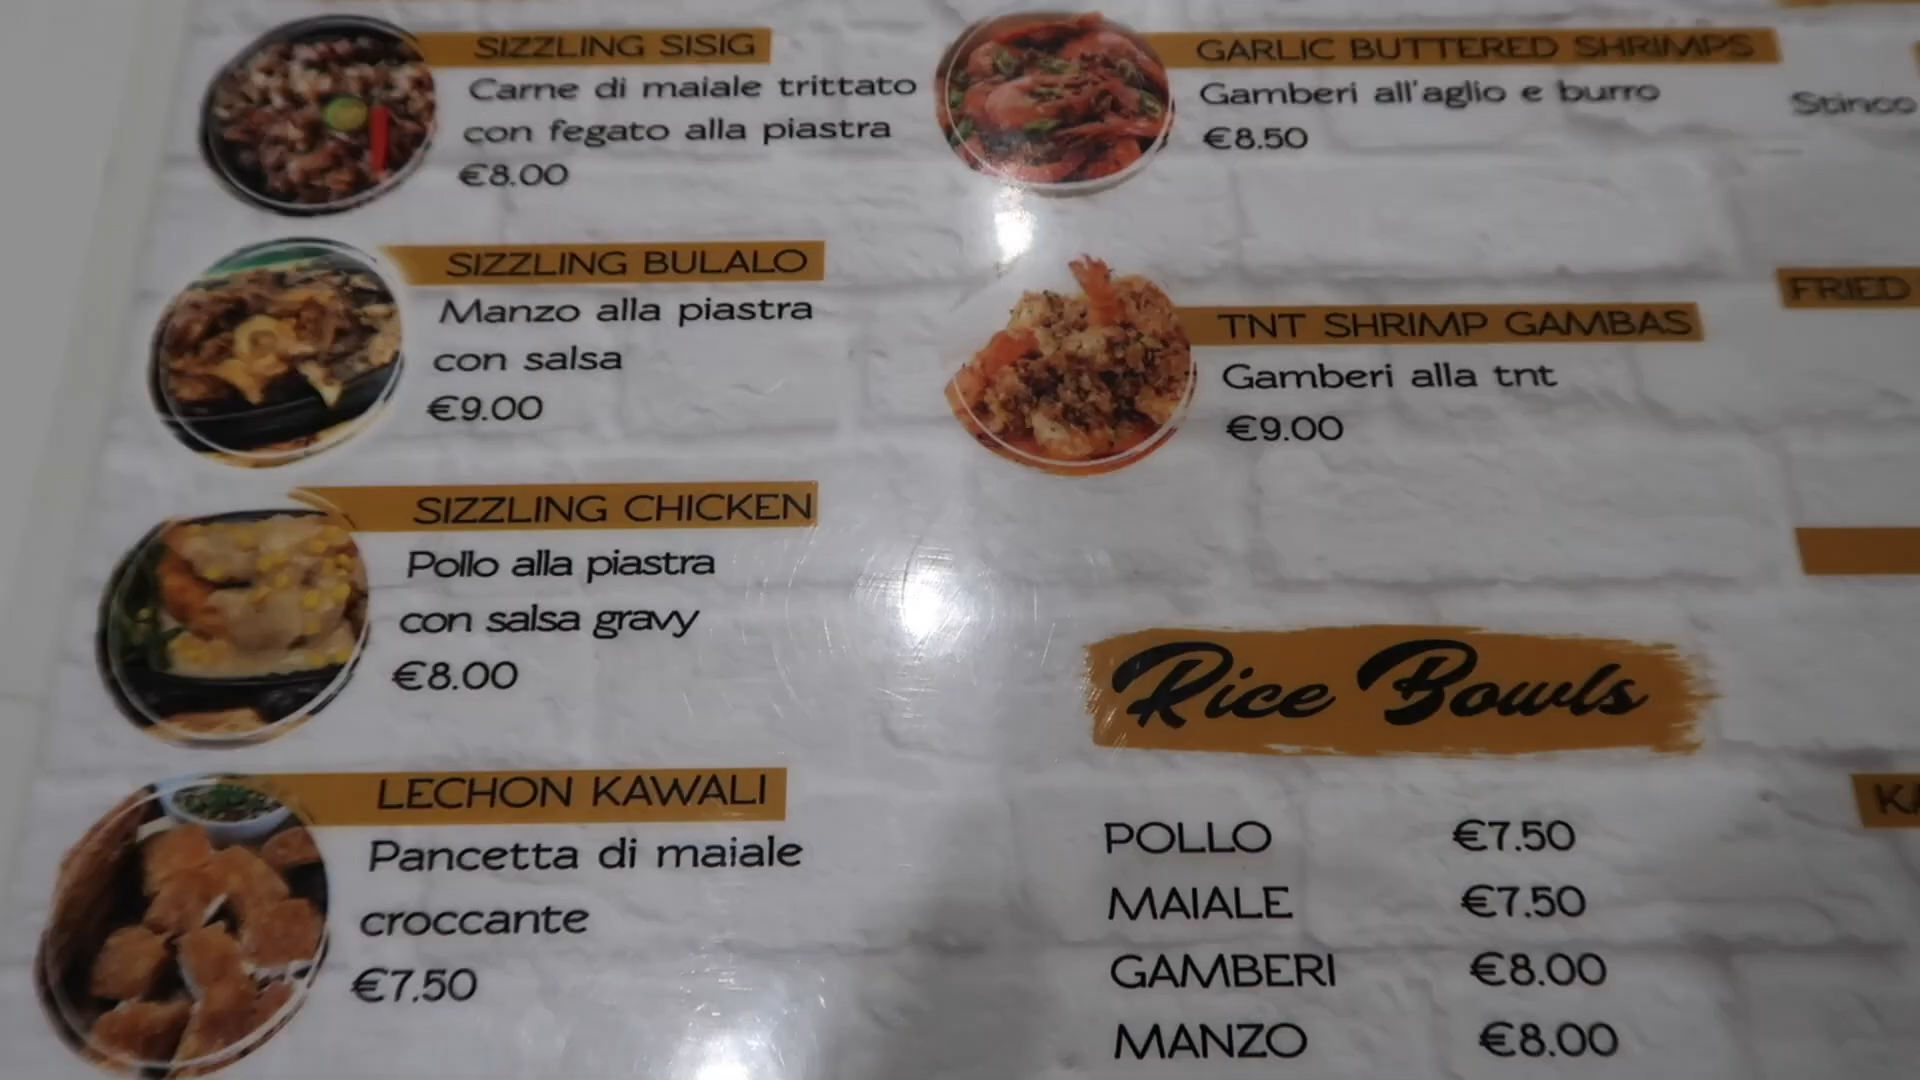 SIZZLING SISIG
Carne di maiale trittato
con fegato alla piastra
€8.00
SIZZLING BULALO
Manzo alla piastra
con salsa
€9.00
SIZZLING CHICKEN
Pollo alla piastra
con salsa gravy
€8.00
LECHON KAWALI
Pancetta di maiale
croccante
€7.50
GARLIC BUTTERED SHRIMPS
Gamberi all'aglio e burro
€8.50
TNT SHRIMP GAMBAS
Gamberi alla tnt
€9.00
Rice Bowls
POLLO €7.50
MAIALE €7.50
GAMBERI €8.00
MANZO €8.00
Stinco
FRIED